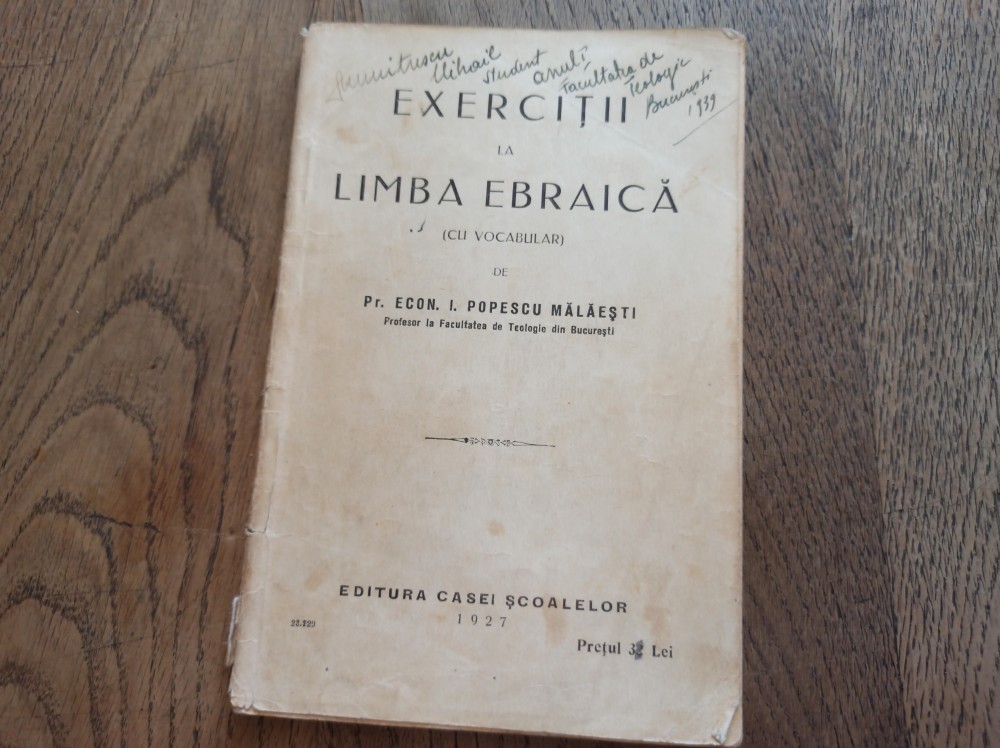 Dumitrescu
Mihail
student
anul I
Facultatea de
Teologie
București
1939
EXERCIȚII
LA
LIMBA EBRAICĂ
(CU VOCABULAR)
DE
Pr. ECON. I. POPESCU MĂLĂEȘTI
Profesor la Facultatea de Teologie din București
EDITURA CASEI ȘCOALELOR
1927
23.729
Prețul Lei